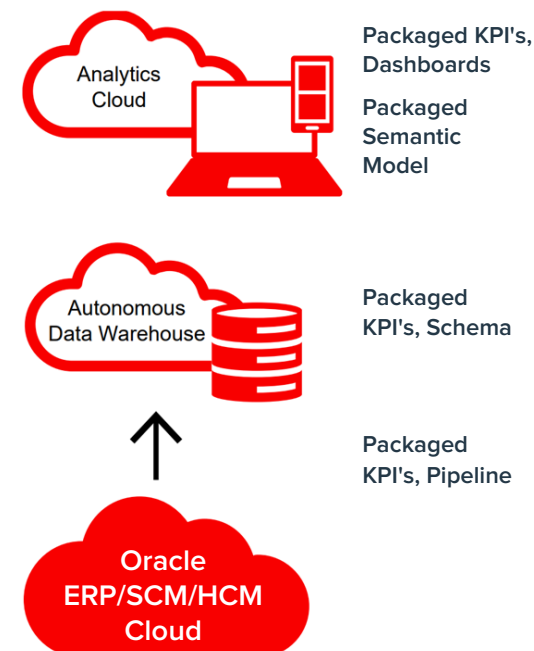 Analytics
Cloud
Packaged KPI's,
Dashboards
Packaged
Semantic
Model
Autonomous
Data Warehouse
Packaged
KPI's, Schema
Packaged
KPI's, Pipeline
Oracle
ERP/SCM/HCM
Cloud